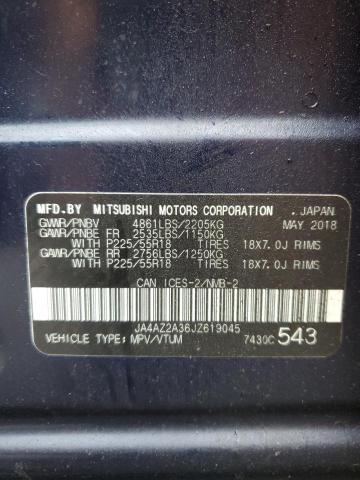 MFD.BY MITSUBISHI MOTORS CORPORATION . JAPAN
GVWR/PNBV 4861LBS/2205KG MAY 2018
GAWR/PNBE FR 2535LBS/1150KG
WITH P225/55R18 TIRES 18X7.0J RIMS
GAWR/PNBE RR 2756LBS/1250KG
WITH P225/55R18 TIRES 18X7.0J RIMS
CAN ICES-2/NMB-2
JA4AZ2A36JZ619045
VEHICLE TYPE: MPV/VTUM 7430C 543